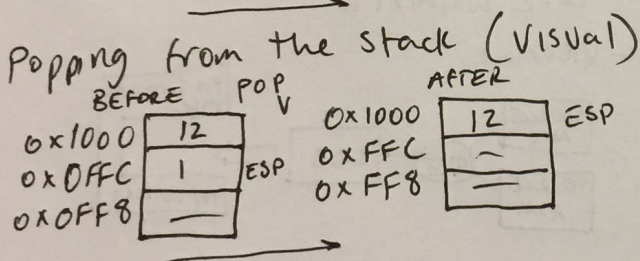 Popping from the stack (Visual)
BEFORE POP V AFTER
0x1000 12 0x1000 12 ESP
0x0FFC 1 ESP 0xFFC —
0x0FF8 — 0xFF8 —